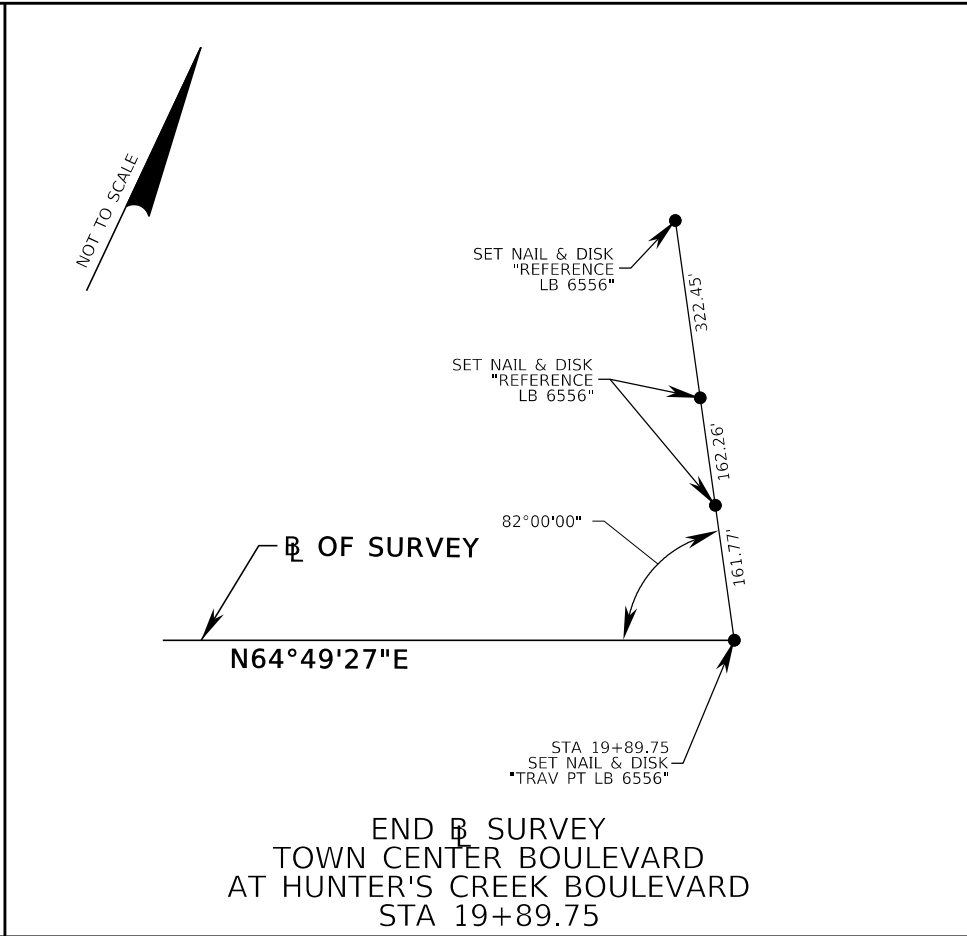 NOT TO SCALE
SET NAIL & DISK
"REFERENCE
LB 6556"
322.45'
SET NAIL & DISK
"REFERENCE
LB 6556"
162.26'
82°00'00"
161.77'
BL OF SURVEY
N64°49'27"E
STA 19+89.75
SET NAIL & DISK
"TRAV PT LB 6556"
END BL SURVEY
TOWN CENTER BOULEVARD
AT HUNTER'S CREEK BOULEVARD
STA 19+89.75